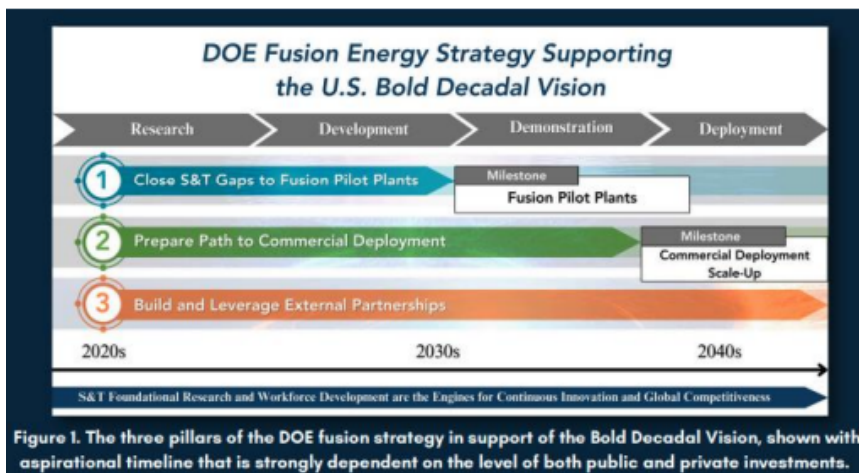 DOE Fusion Energy Strategy Supporting
the U.S. Bold Decadal Vision
Research Development Demonstration Deployment
1 Close S&T Gaps to Fusion Pilot Plants
Milestone
Fusion Pilot Plants
2 Prepare Path to Commercial Deployment
Milestone
Commercial Deployment
Scale-Up
3 Build and Leverage External Partnerships
2020s 2030s 2040s
S&T Foundational Research and Workforce Development are the Engines for Continuous Innovation and Global Competitiveness
Figure 1. The three pillars of the DOE fusion strategy in support of the Bold Decadal Vision, shown with
aspirational timeline that is strongly dependent on the level of both public and private investments.